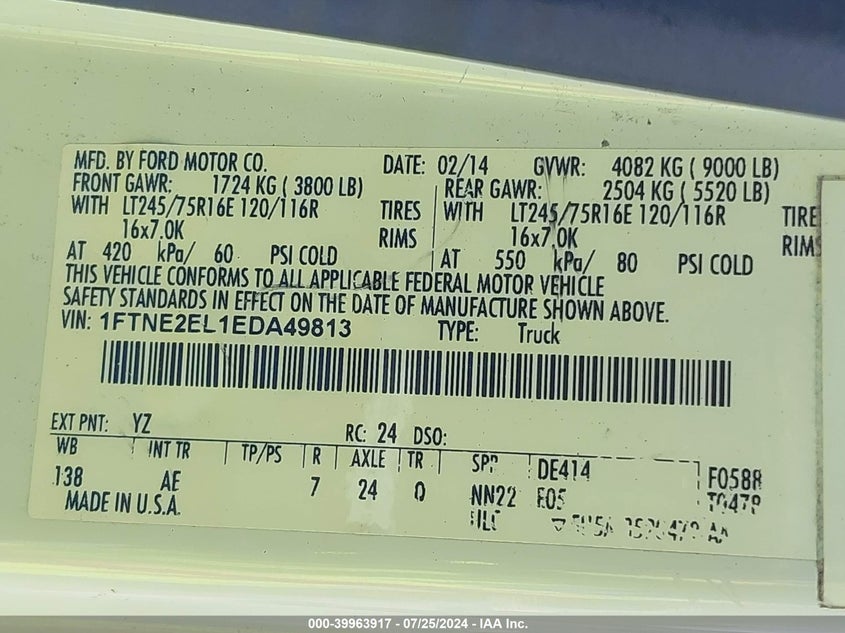 MFD. BY FORD MOTOR CO. DATE: 02/14 GVWR: 4082 KG ( 9000 LB)
FRONT GAWR: 1724 KG ( 3800 LB) REAR GAWR: 2504 KG ( 5520 LB)
WITH LT245/75R16E 120/116R TIRES WITH LT245/75R16E 120/116R TIRE
16x7.0K RIMS 16x7.0K RIMS
AT 420 kPa/ 60 PSI COLD AT 550 kPa/ 80 PSI COLD
THIS VEHICLE CONFORMS TO ALL APPLICABLE FEDERAL MOTOR VEHICLE
SAFETY STANDARDS IN EFFECT ON THE DATE OF MANUFACTURE SHOWN ABOVE.
VIN: 1FTNE2EL1EDA49813 TYPE: Truck
EXT PNT: YZ RC: 24 DSO:
WB INT TR TP/PS R AXLE TR SPR DE414 F0588
138 AE 7 24 0 NN22 E05
MADE IN U.S.A.
000-39963917 - 07/25/2024 - IAA Inc.